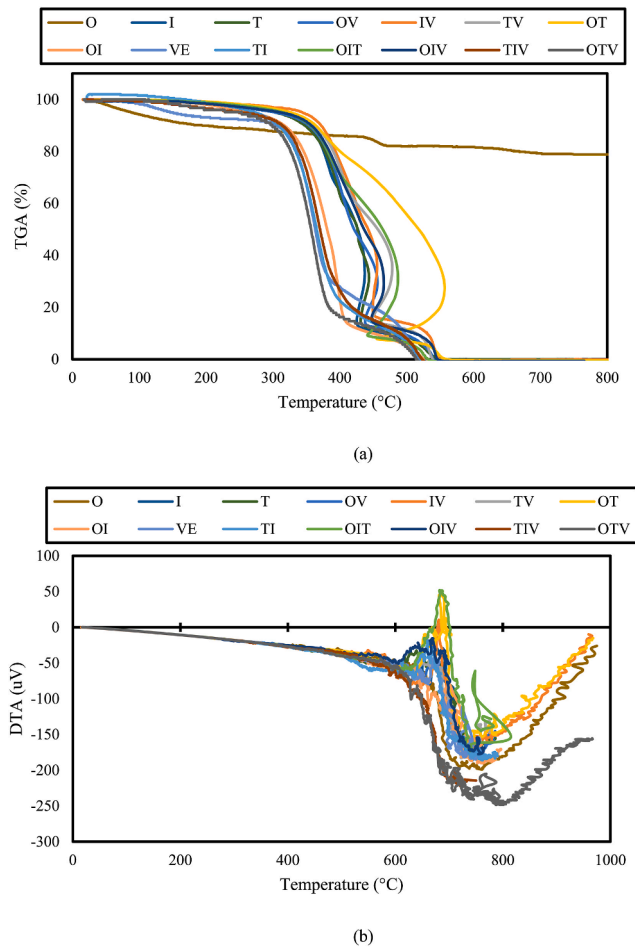 O I T OV IV TV OT
OI VE TI OIT OIV TIV OTV
100
80
60
40
20
0
TGA (%)
0 100 200 300 400 500 600 700 800
Temperature (°C)
(a)
O I T OV IV TV OT
OI VE TI OIT OIV TIV OTV
100
50
0
-50
-100
-150
-200
-250
-300
DTA (uV)
0 200 400 600 800 1000
Temperature (°C)
(b)